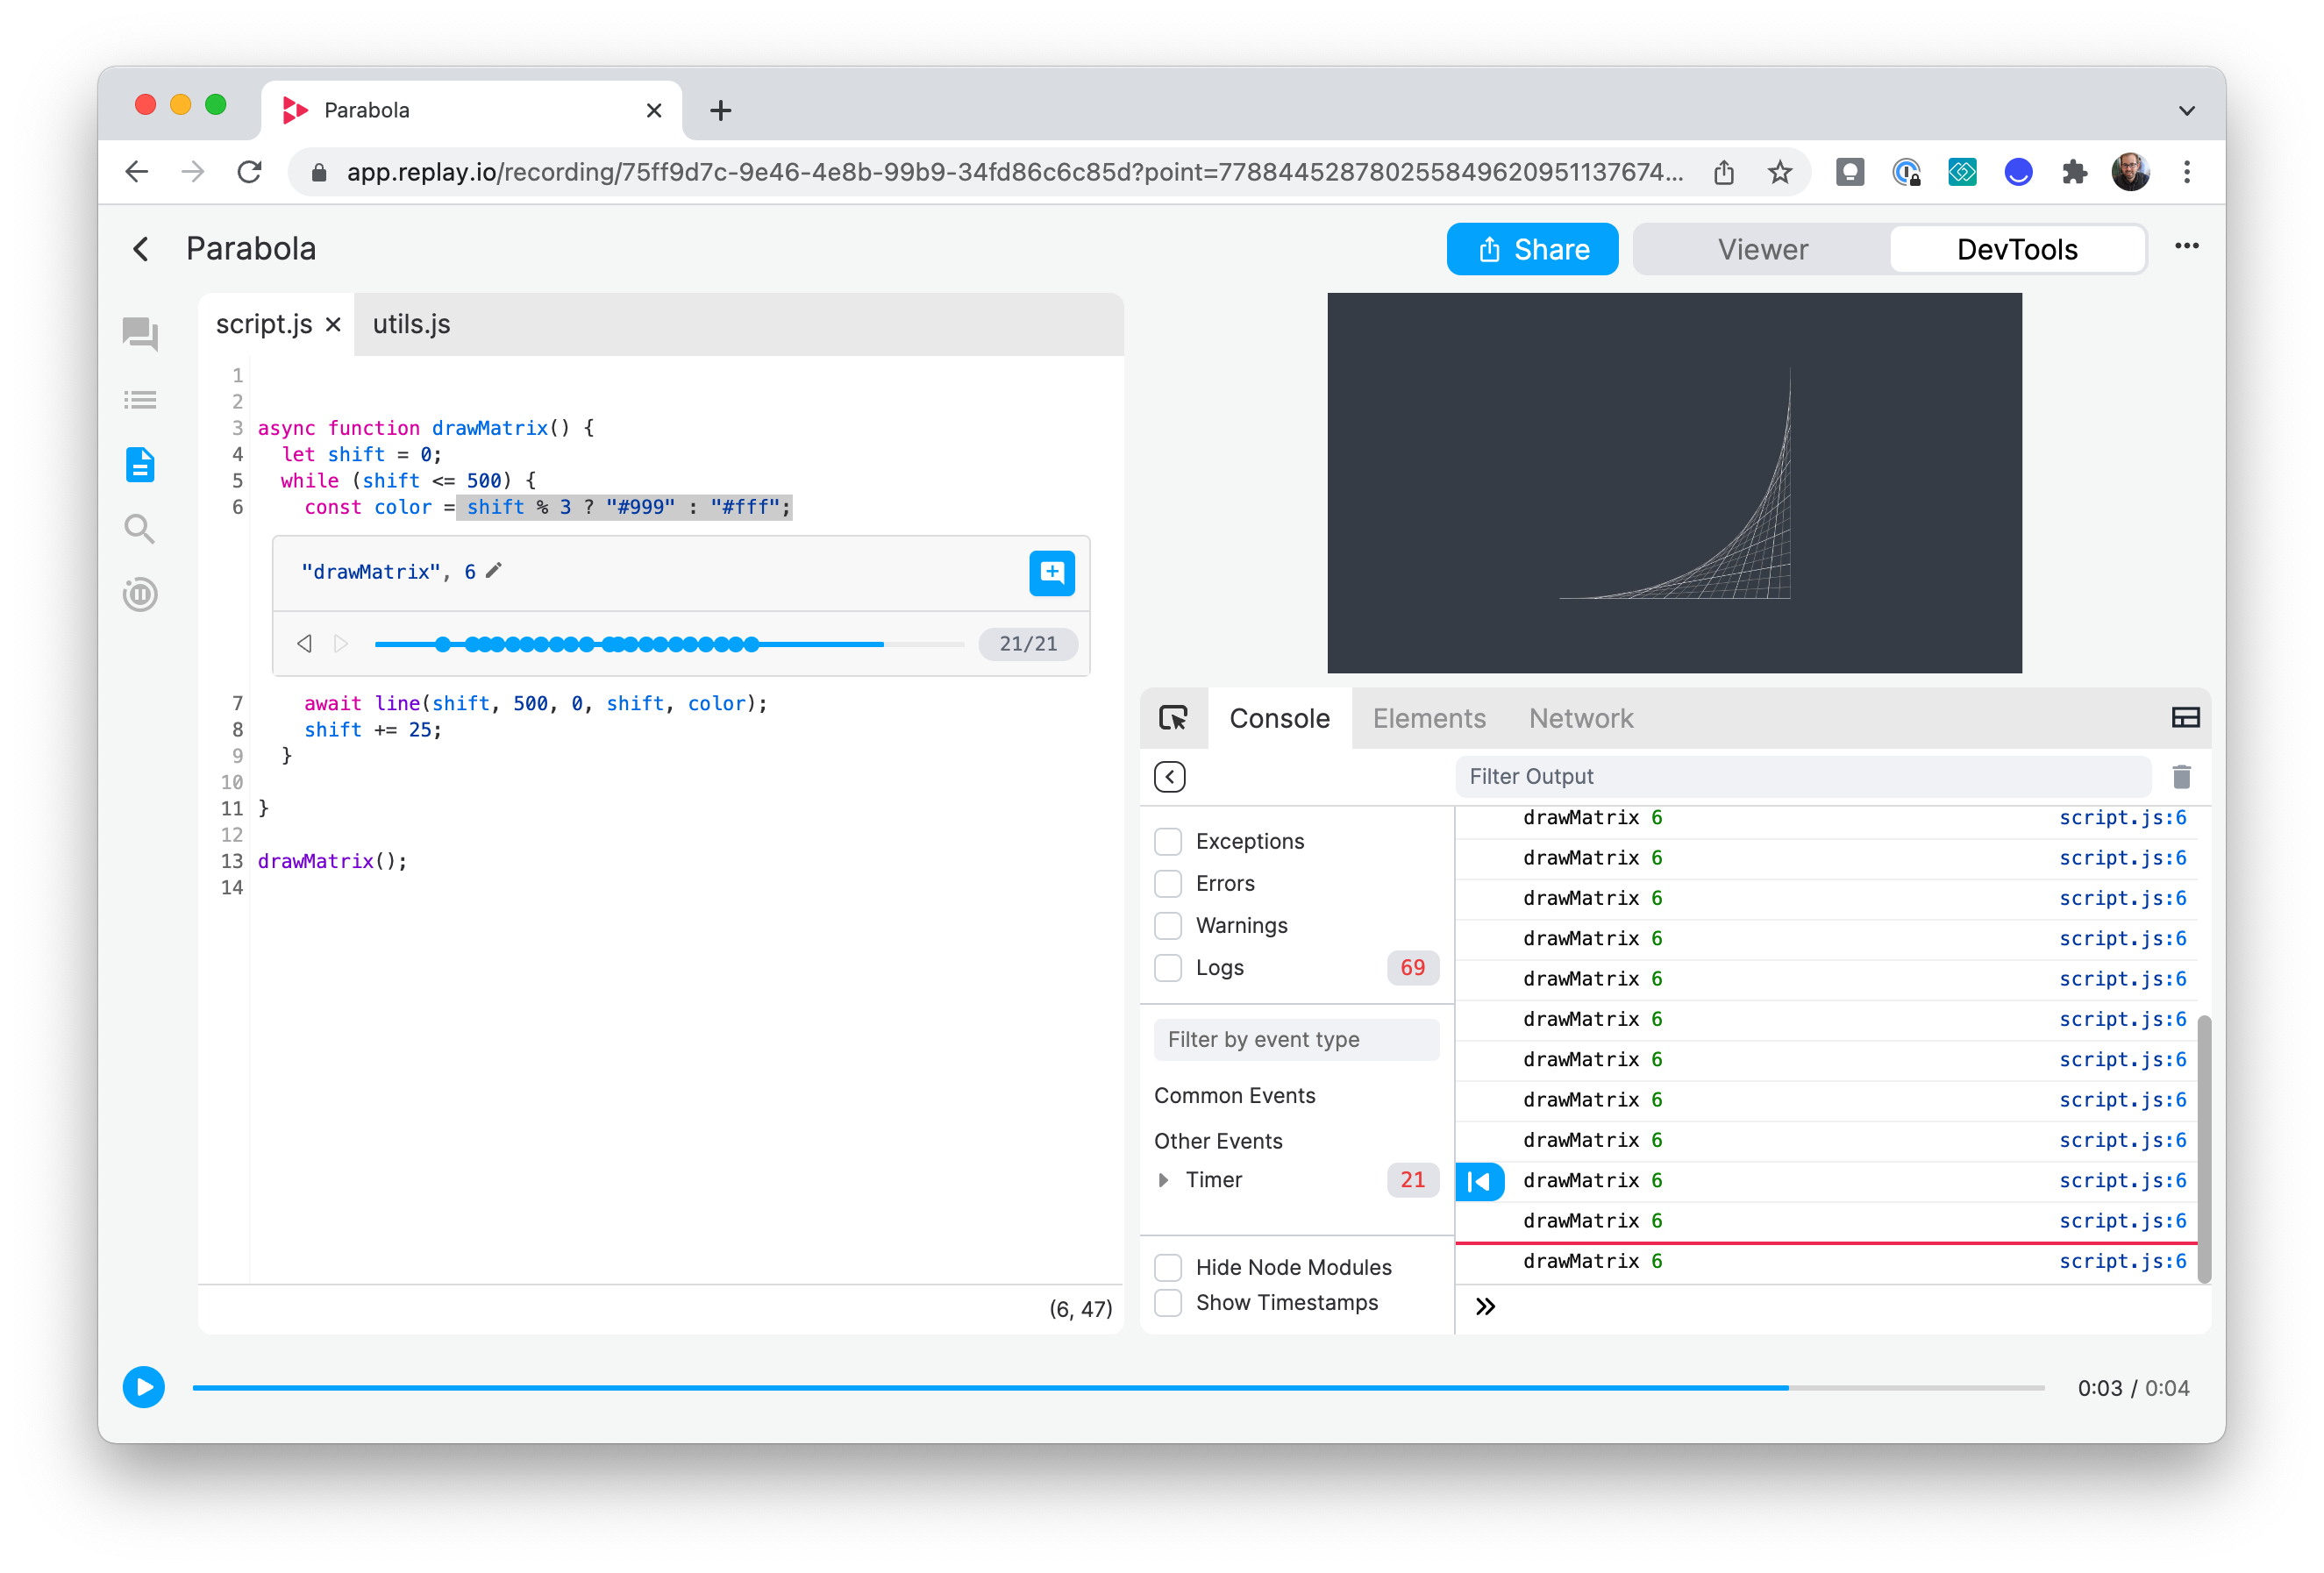 Parabola
app.replay.io/recording/75ff9d7c-9e46-4e8b-99b9-34fd86c6c85d?point=778844528780255849620951137674...
Parabola
Share
Viewer
DevTools
script.js
utils.js
1
2
3 async function drawMatrix() {
4 let shift = 0;
5 while (shift <= 500) {
6 const color = shift % 3 ? "#999" : "#fff";
"drawMatrix", 6
21/21
7 await line(shift, 500, 0, shift, color);
8 shift += 25;
9 }
10
11 }
12
13 drawMatrix();
14
(6, 47)
Console
Elements
Network
Filter Output
Exceptions
Errors
Warnings
Logs 69
Filter by event type
Common Events
Other Events
Timer 21
Hide Node Modules
Show Timestamps
drawMatrix 6 script.js:6
drawMatrix 6 script.js:6
drawMatrix 6 script.js:6
drawMatrix 6 script.js:6
drawMatrix 6 script.js:6
drawMatrix 6 script.js:6
drawMatrix 6 script.js:6
drawMatrix 6 script.js:6
drawMatrix 6 script.js:6
drawMatrix 6 script.js:6
drawMatrix 6 script.js:6
drawMatrix 6 script.js:6
0:03 / 0:04